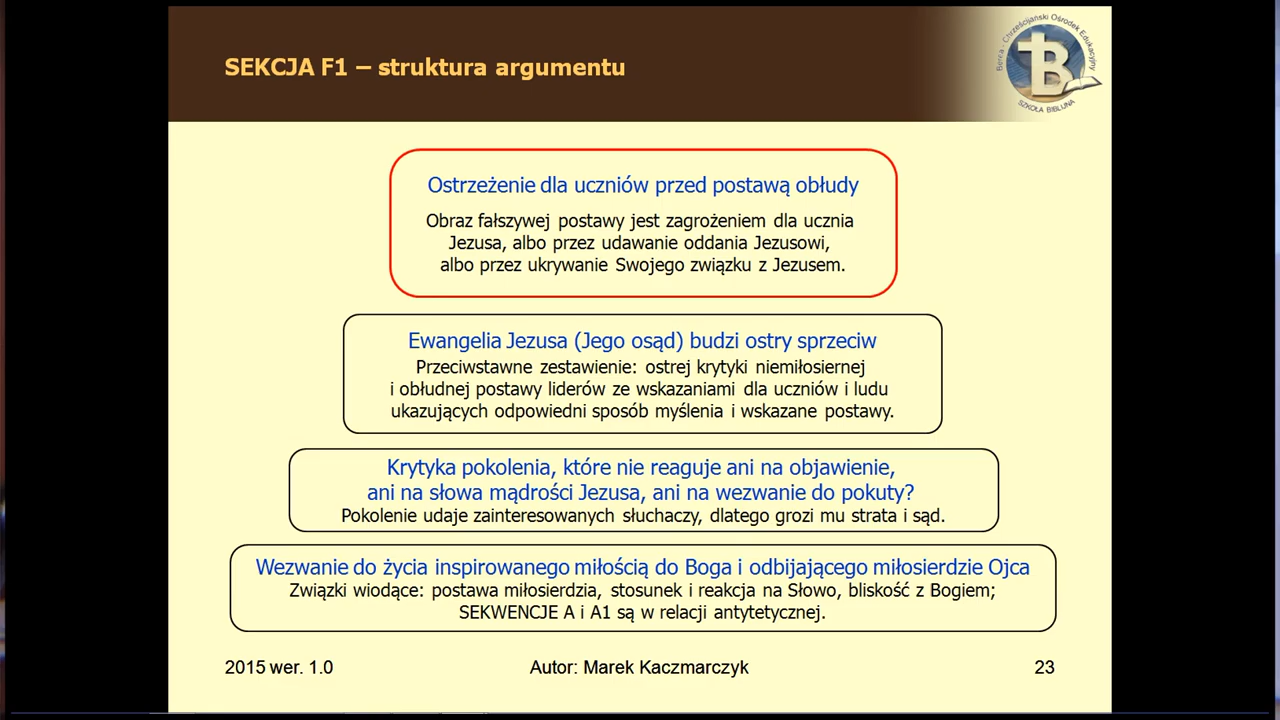 SEKCJA F1 – struktura argumentu
Berea - Chrześcijański Ośrodek Edukacyjny
B
SZKOŁA BIBLIJNA
Ostrzeżenie dla uczniów przed postawą obłudy
Obraz fałszywej postawy jest zagrożeniem dla ucznia
Jezusa, albo przez udawanie oddania Jezusowi,
albo przez ukrywanie Swojego związku z Jezusem.
Ewangelia Jezusa (Jego osąd) budzi ostry sprzeciw
Przeciwstawne zestawienie: ostrej krytyki niemiłosiernej
i obłudnej postawy liderów ze wskazaniami dla uczniów i ludu
ukazujących odpowiedni sposób myślenia i wskazane postawy.
Krytyka pokolenia, które nie reaguje ani na objawienie,
ani na słowa mądrości Jezusa, ani na wezwanie do pokuty?
Pokolenie udaje zainteresowanych słuchaczy, dlatego grozi mu strata i sąd.
Wezwanie do życia inspirowanego miłością do Boga i odbijającego miłosierdzie Ojca
Związki wiodące: postawa miłosierdzia, stosunek i reakcja na Słowo, bliskość z Bogiem;
SEKWENCJE A i A1 są w relacji antytetycznej.
2015 wer. 1.0
Autor: Marek Kaczmarczyk
23